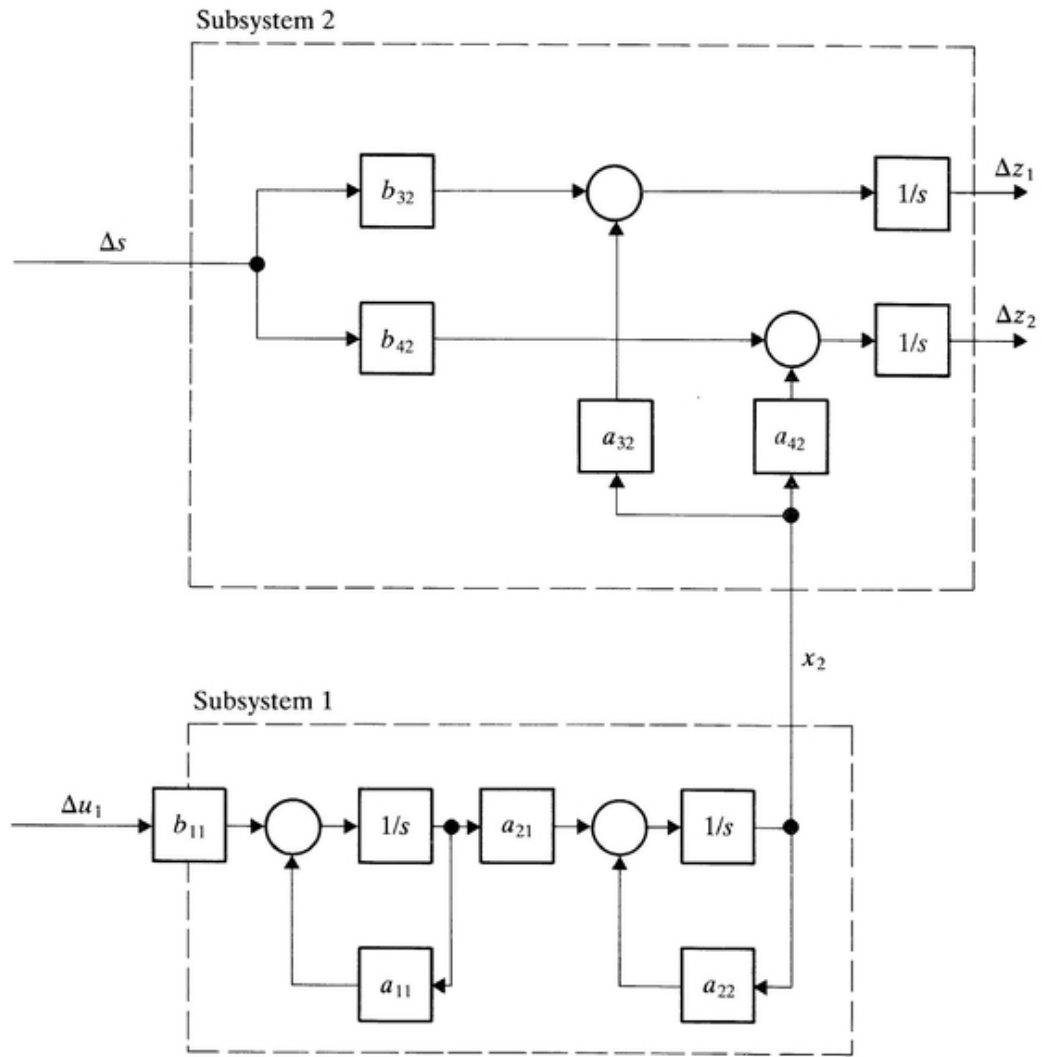 Subsystem 2
b₃₂
1/s
Δz₁
Δs
b₄₂
1/s
Δz₂
a₃₂
a₄₂
x₂
Subsystem 1
Δu₁
b₁₁
1/s
a₂₁
1/s
a₁₁
a₂₂